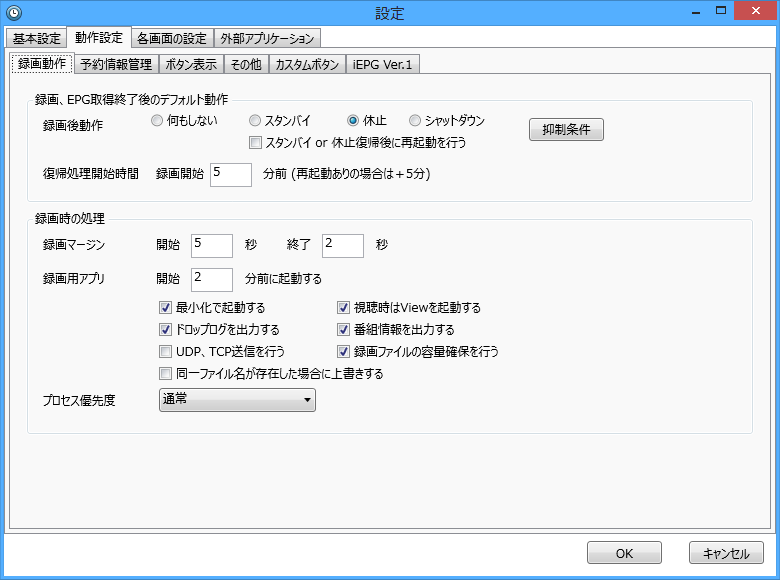 設定
基本設定 動作設定 各画面の設定 外部アプリケーション
録画動作 予約情報管理 ボタン表示 その他 カスタムボタン iEPG Ver.1
録画、EPG取得終了後のデフォルト動作
録画後動作 何もしない スタンバイ 休止 シャットダウン 抑制条件
スタンバイ or 休止復帰後に再起動を行う
復帰処理開始時間 録画開始 5 分前 (再起動ありの場合は＋5分)
録画時の処理
録画マージン 開始 5 秒 終了 2 秒
録画用アプリ 開始 2 分前に起動する
最小化で起動する 視聴時はViewを起動する
ドロップログを出力する 番組情報を出力する
UDP、TCP送信を行う 録画ファイルの容量確保を行う
同一ファイル名が存在した場合に上書きする
プロセス優先度 通常
OK キャンセル